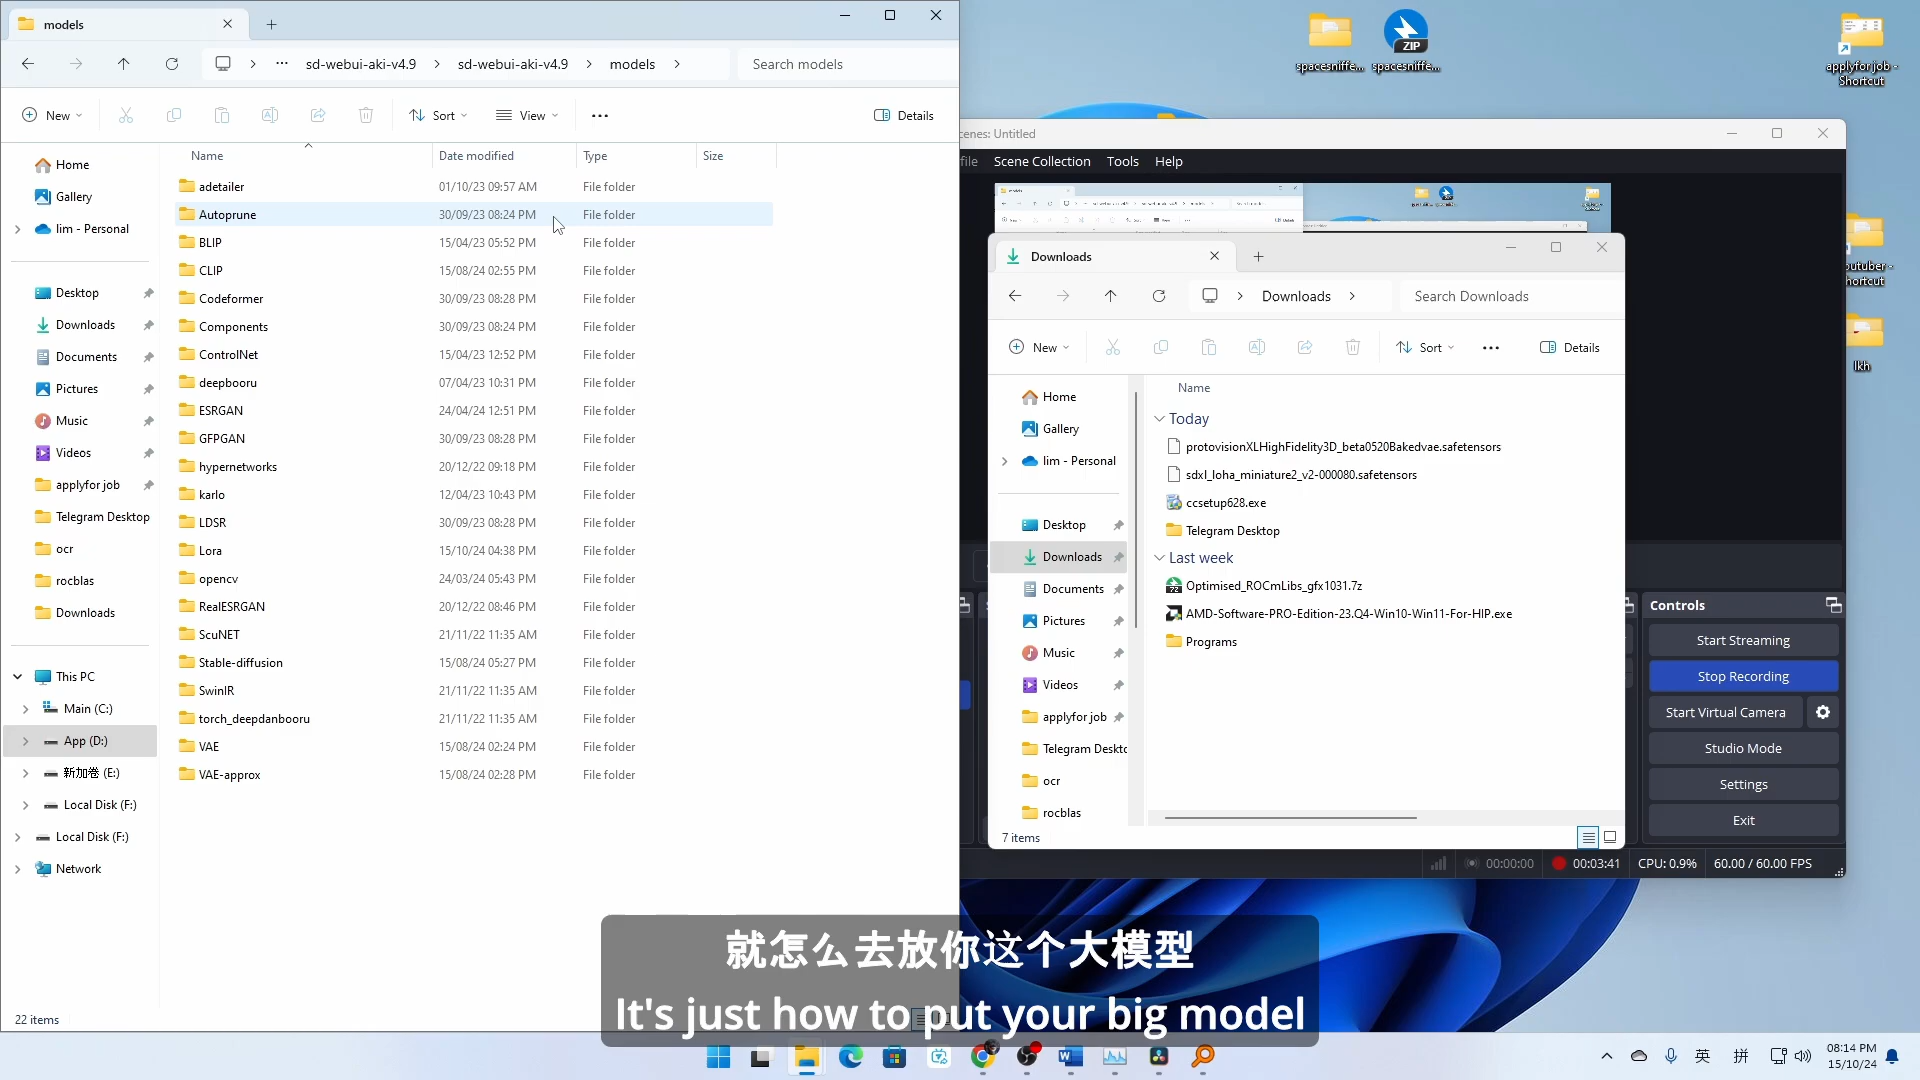 models
sd-webui-aki-v4.9
sd-webui-aki-v4.9
models
Search models
New
Sort
View
Details
Name
Date modified
Type
Size
Home
Gallery
lim - Personal
Desktop
Downloads
Documents
Pictures
Music
Videos
applyfor job
Telegram Desktop
ocr
rocblas
Downloads
This PC
Main (C:)
App (D:)
新加卷 (E:)
Local Disk (F:)
Local Disk (F:)
Network
adetailer 01/10/23 09:57 AM File folder
Autoprune 30/09/23 08:24 PM File folder
BLIP 15/04/23 05:52 PM File folder
CLIP 15/08/24 02:55 PM File folder
Codeformer 30/09/23 08:28 PM File folder
Components 30/09/23 08:24 PM File folder
ControlNet 15/04/23 12:52 PM File folder
deepbooru 07/04/23 10:31 PM File folder
ESRGAN 24/04/24 12:51 PM File folder
GFPGAN 30/09/23 08:28 PM File folder
hypernetworks 20/12/22 09:18 PM File folder
karlo 12/04/23 10:43 PM File folder
LDSR 30/09/23 08:28 PM File folder
Lora 15/10/24 04:38 PM File folder
opencv 24/03/24 05:43 PM File folder
RealESRGAN 20/12/22 08:46 PM File folder
ScuNET 21/11/22 11:35 AM File folder
Stable-diffusion 15/08/24 05:27 PM File folder
SwinIR 21/11/22 11:35 AM File folder
torch_deepdanbooru 21/11/22 11:35 AM File folder
VAE 15/08/24 02:24 PM File folder
VAE-approx 15/08/24 02:28 PM File folder
22 items
spacesniffe...
spacesniffe...
ZIP
applyforjob -
Shortcut
lkh
cenes: Untitled
file
Scene Collection
Tools
Help
Downloads
Downloads
Search Downloads
New
Sort
Details
Home
Gallery
lim - Personal
Desktop
Downloads
Documents
Pictures
Music
Videos
applyfor job
Telegram Deskto
ocr
rocblas
Name
Today
protovisionXLHighFidelity3D_beta0520Bakedvae.safetensors
sdxl_loha_miniature2_v2-000080.safetensors
ccsetup628.exe
Telegram Desktop
Last week
Optimised_ROCmLibs_gfx1031.7z
AMD-Software-PRO-Edition-23.Q4-Win10-Win11-For-HIP.exe
Programs
7 items
Controls
Start Streaming
Stop Recording
Start Virtual Camera
Studio Mode
Settings
Exit
00:00:00
00:03:41
CPU: 0.9%
60.00 / 60.00 FPS
就怎么去放你这个大模型
It's just how to put your big model
英
拼
08:14 PM
15/10/24